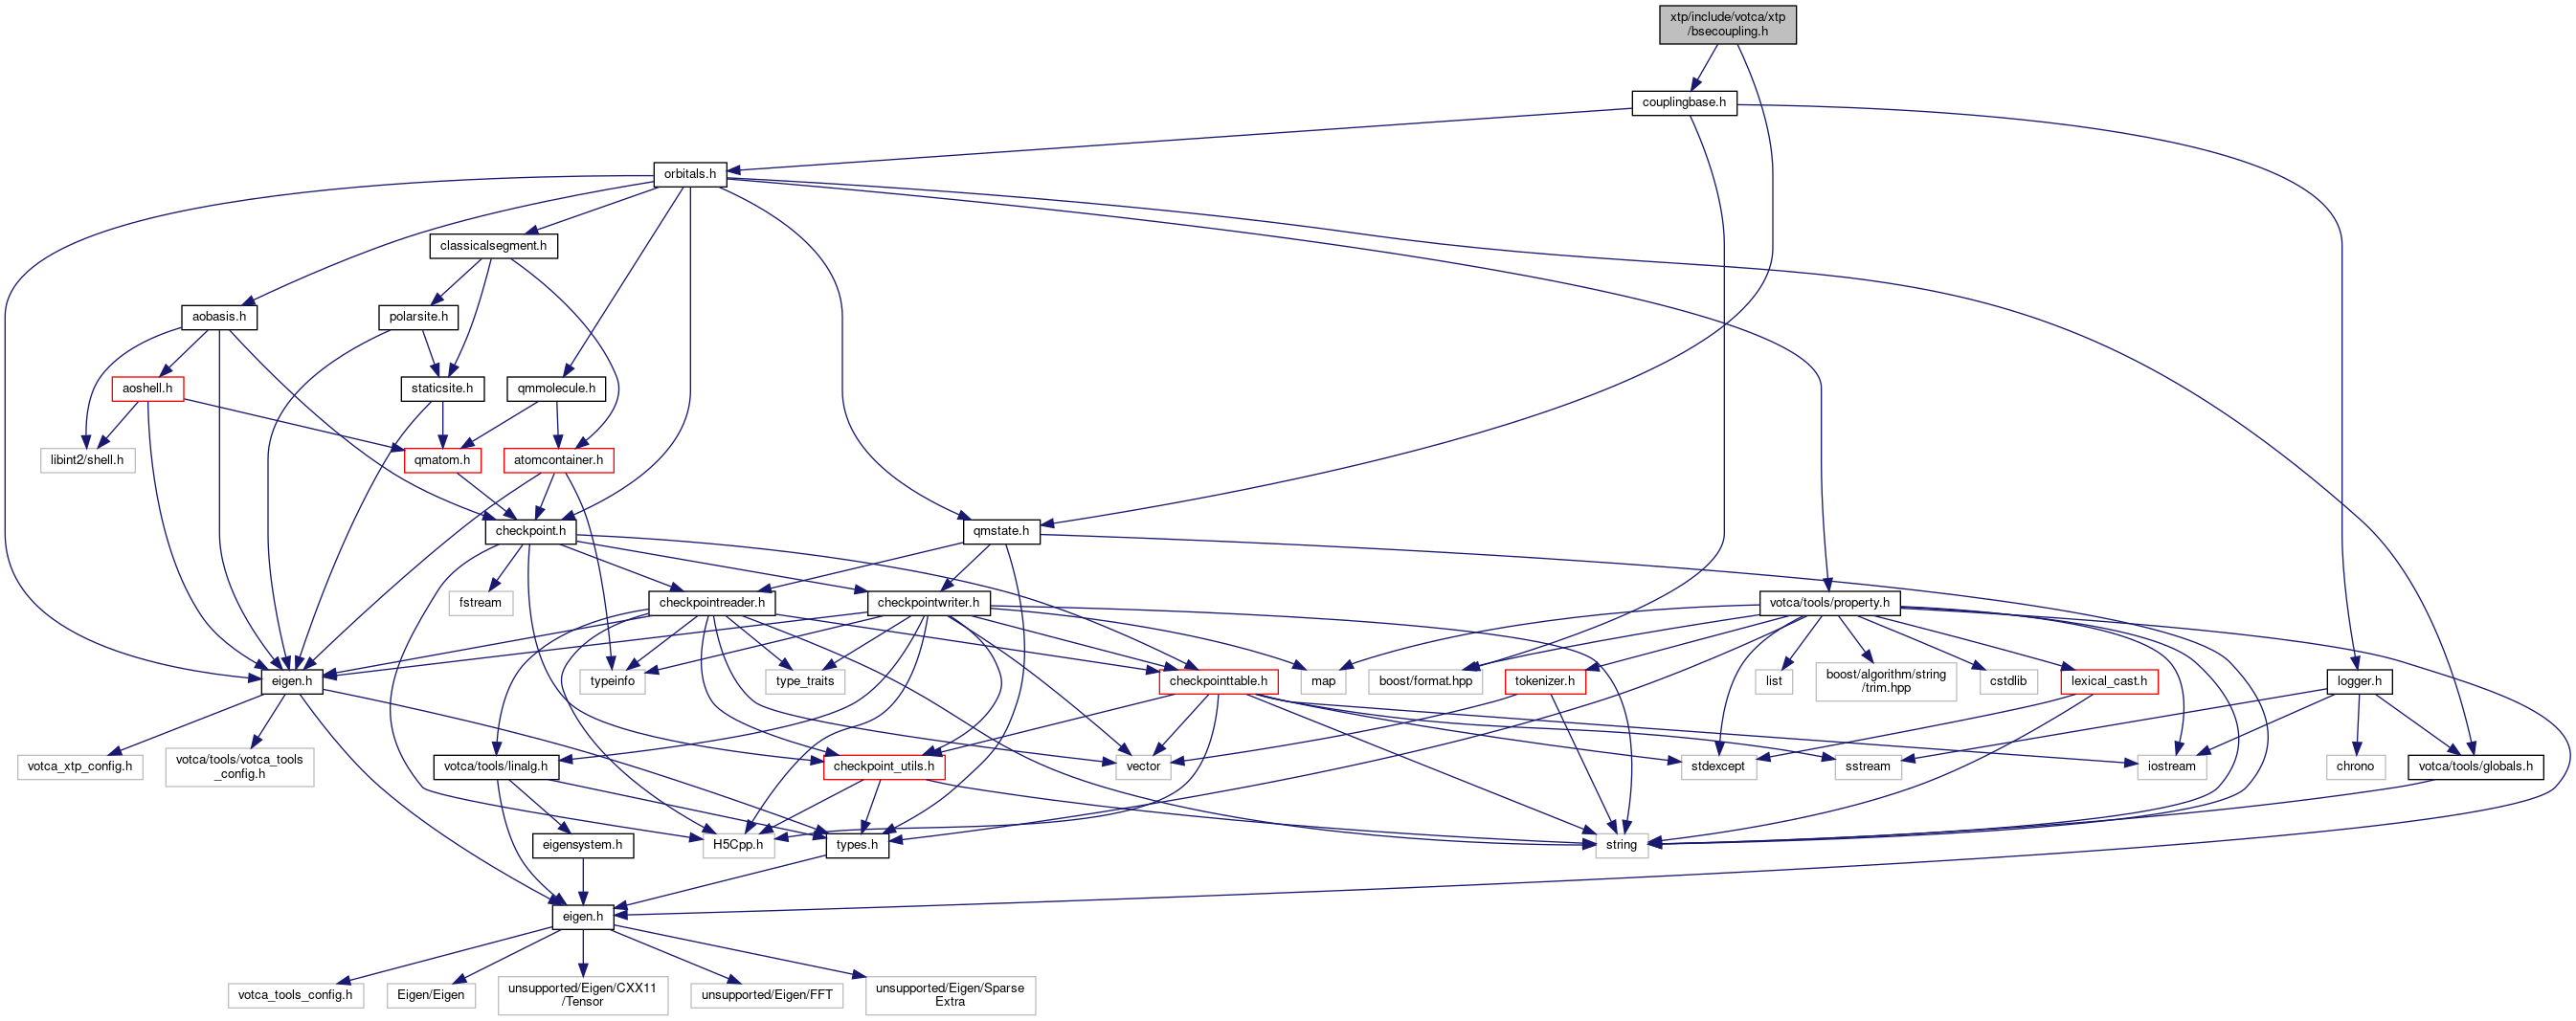 xtp/include/votca/xtp
/bsecoupling.h
couplingbase.h
orbitals.h
classicalsegment.h
aobasis.h
polarsite.h
aoshell.h
staticsite.h
qmmolecule.h
libint2/shell.h
qmatom.h
atomcontainer.h
checkpoint.h
qmstate.h
fstream
checkpointreader.h
checkpointwriter.h
votca/tools/property.h
eigen.h
typeinfo
type_traits
checkpointtable.h
map
boost/format.hpp
tokenizer.h
list
boost/algorithm/string
/trim.hpp
cstdlib
lexical_cast.h
logger.h
votca_xtp_config.h
votca/tools/votca_tools
_config.h
votca/tools/linalg.h
checkpoint_utils.h
vector
stdexcept
sstream
iostream
chrono
votca/tools/globals.h
eigensystem.h
H5Cpp.h
types.h
string
eigen.h
votca_tools_config.h
Eigen/Eigen
unsupported/Eigen/CXX11
/Tensor
unsupported/Eigen/FFT
unsupported/Eigen/Sparse
Extra